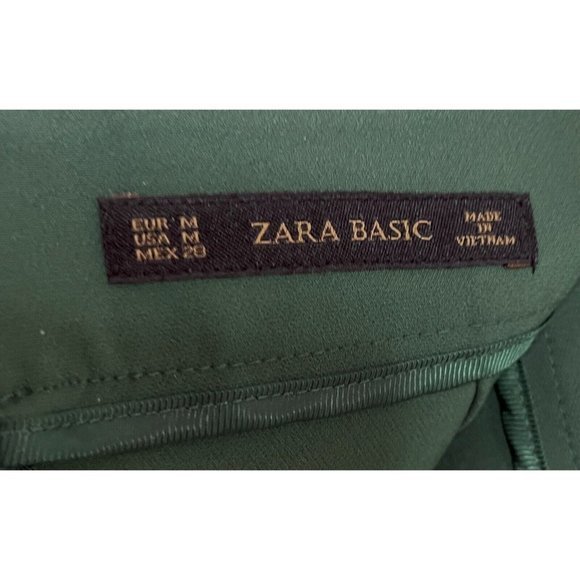 EUR M
USA M
MEX 28
ZARA BASIC
MADE
IN
VIETNAM